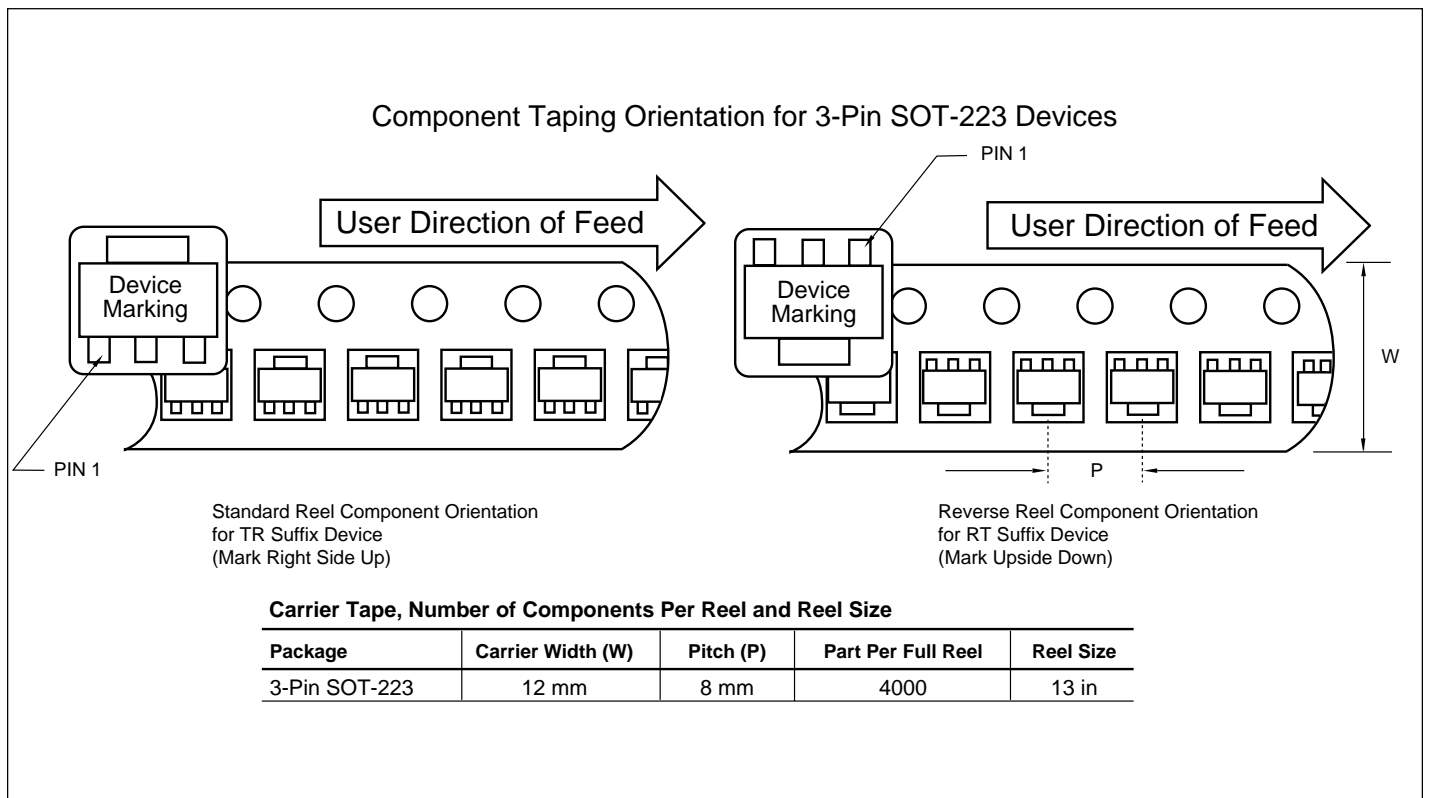 Component Taping Orientation for 3-Pin SOT-223 Devices
PIN 1
User Direction of Feed
User Direction of Feed
Device
Marking
Device
Marking
W
PIN 1
P
Standard Reel Component Orientation
for TR Suffix Device
(Mark Right Side Up)
Reverse Reel Component Orientation
for RT Suffix Device
(Mark Upside Down)
Carrier Tape, Number of Components Per Reel and Reel Size
Package Carrier Width (W) Pitch (P) Part Per Full Reel Reel Size
3-Pin SOT-223 12 mm 8 mm 4000 13 in